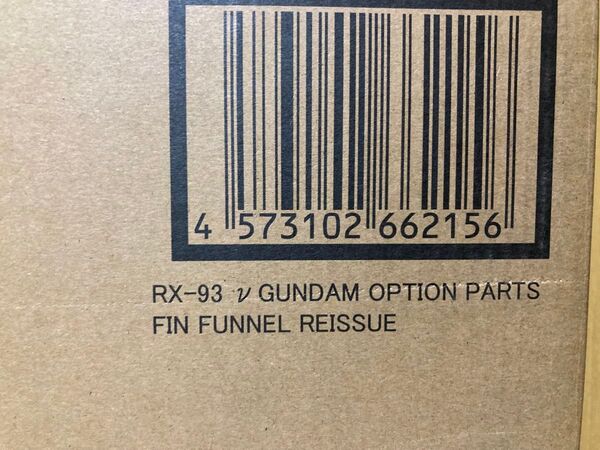 4 573102 662156
RX-93 ν GUNDAM OPTION PARTS
FIN FUNNEL REISSUE